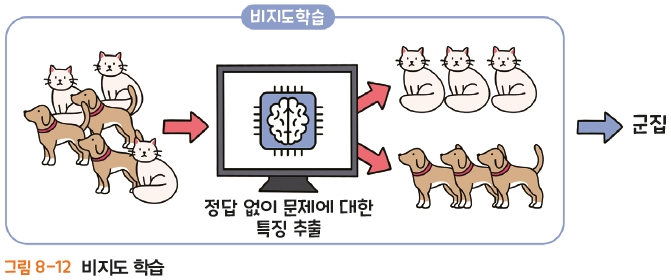 비지도학습
정답 없이 문제에 대한
특징 추출
군집
그림 8-12 비지도 학습